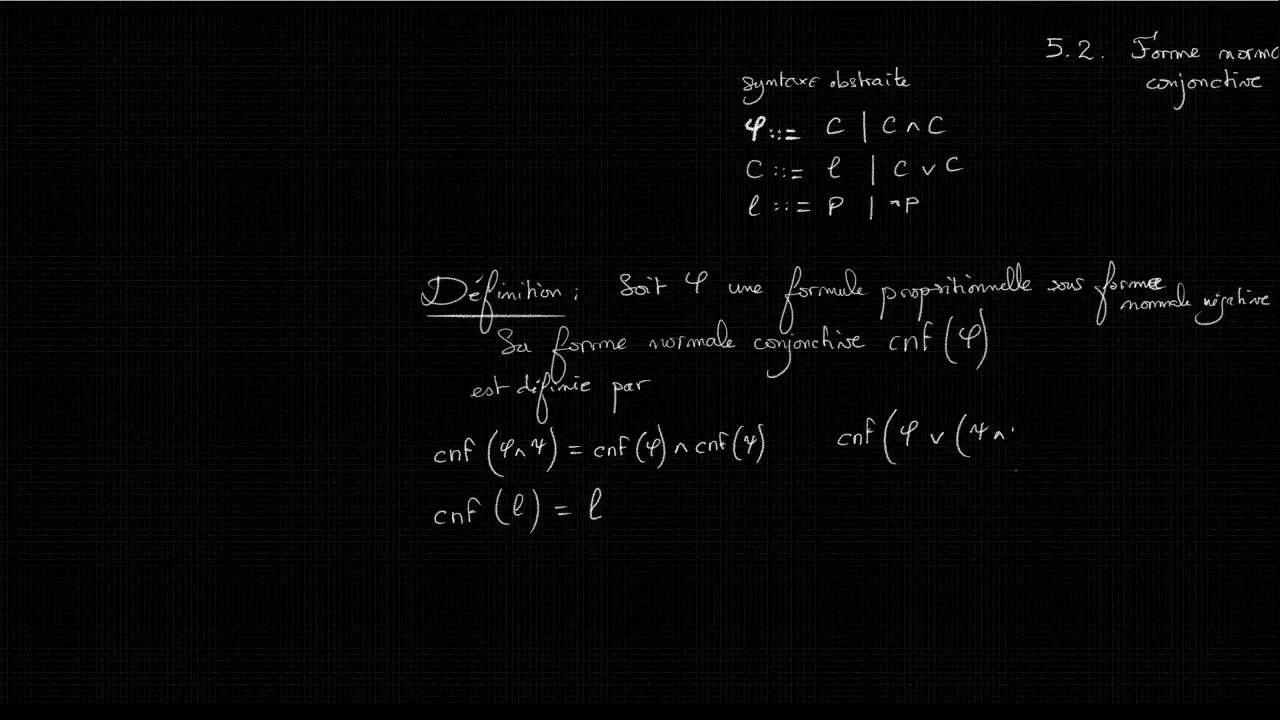 5.2. Forme norma
conjonctive
syntaxe abstraite
φ ::= C | C ∧ C
C ::= l | C ∨ C
l ::= P | ¬P
Définition : Soit φ une formule propositionnelle sous forme
normale négative
Sa forme normale conjonctive cnf(φ)
est définie par
cnf(φ∧ψ) = cnf(φ) ∧ cnf(ψ) cnf(φ ∨ (ψ ∧
cnf(l) = l